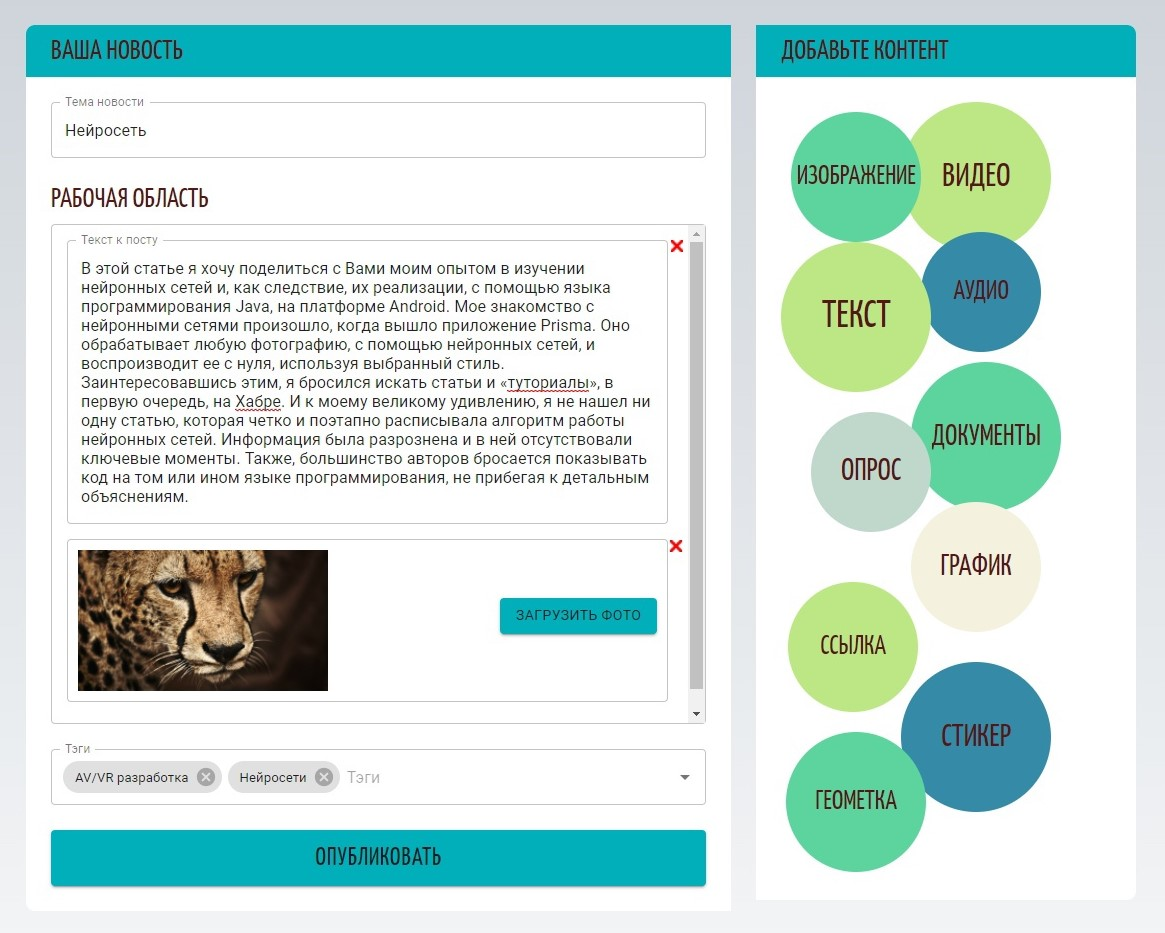 ВАША НОВОСТЬ
Тема новости
Нейросеть
РАБОЧАЯ ОБЛАСТЬ
Текст к посту
В этой статье я хочу поделиться с Вами моим опытом в изучении
нейронных сетей и, как следствие, их реализации, с помощью языка
программирования Java, на платформе Android. Мое знакомство с
нейронными сетями произошло, когда вышло приложение Prisma. Оно
обрабатывает любую фотографию, с помощью нейронных сетей, и
воспроизводит ее с нуля, используя выбранный стиль.
Заинтересовавшись этим, я бросился искать статьи и «туториалы», в
первую очередь, на Хабре. И к моему великому удивлению, я не нашел ни
одну статью, которая четко и поэтапно расписывала алгоритм работы
нейронных сетей. Информация была разрознена и в ней отсутствовали
ключевые моменты. Также, большинство авторов бросается показывать
код на том или ином языке программирования, не прибегая к детальным
объяснениям.
ЗАГРУЗИТЬ ФОТО
Тэги
AV/VR разработка
Нейросети
Тэги
ОПУБЛИКОВАТЬ
ДОБАВЬТЕ КОНТЕНТ
ИЗОБРАЖЕНИЕ
ВИДЕО
ТЕКСТ
АУДИО
ДОКУМЕНТЫ
ОПРОС
ГРАФИК
ССЫЛКА
СТИКЕР
ГЕОМЕТКА